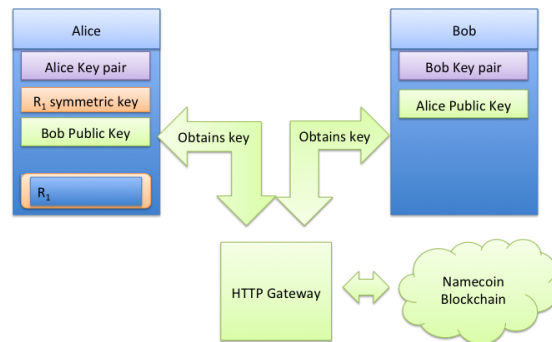 Alice
Alice Key pair
R₁ symmetric key
Bob Public Key
R₁
Obtains key
Obtains key
Bob
Bob Key pair
Alice Public Key
HTTP Gateway
Namecoin
Blockchain